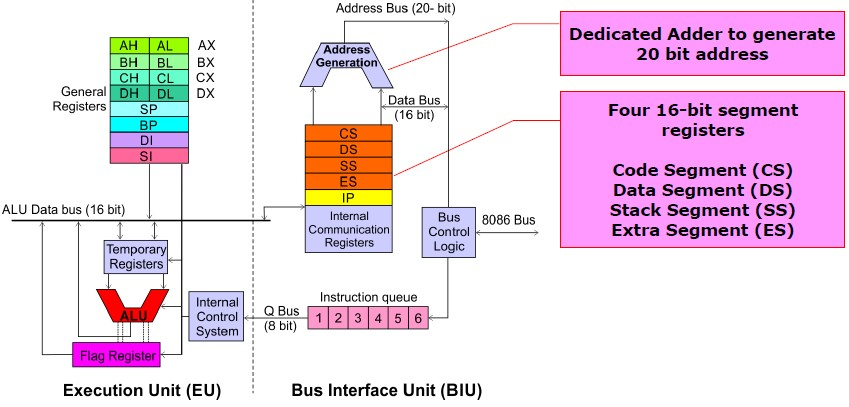 Address Bus (20- bit)
Address
Generation
Data Bus
(16 bit)
Dedicated Adder to generate
20 bit address
General
Registers
AH AL AX
BH BL BX
CH CL CX
DH DL DX
SP
BP
DI
SI
CS
DS
SS
ES
IP
Internal
Communication
Registers
Four 16-bit segment
registers
Code Segment (CS)
Data Segment (DS)
Stack Segment (SS)
Extra Segment (ES)
ALU Data bus (16 bit)
Temporary
Registers
ALU
Flag Register
Internal
Control
System
Q Bus
(8 bit)
Instruction queue
1 2 3 4 5 6
Bus
Control
Logic
8086 Bus
Execution Unit (EU)
Bus Interface Unit (BIU)